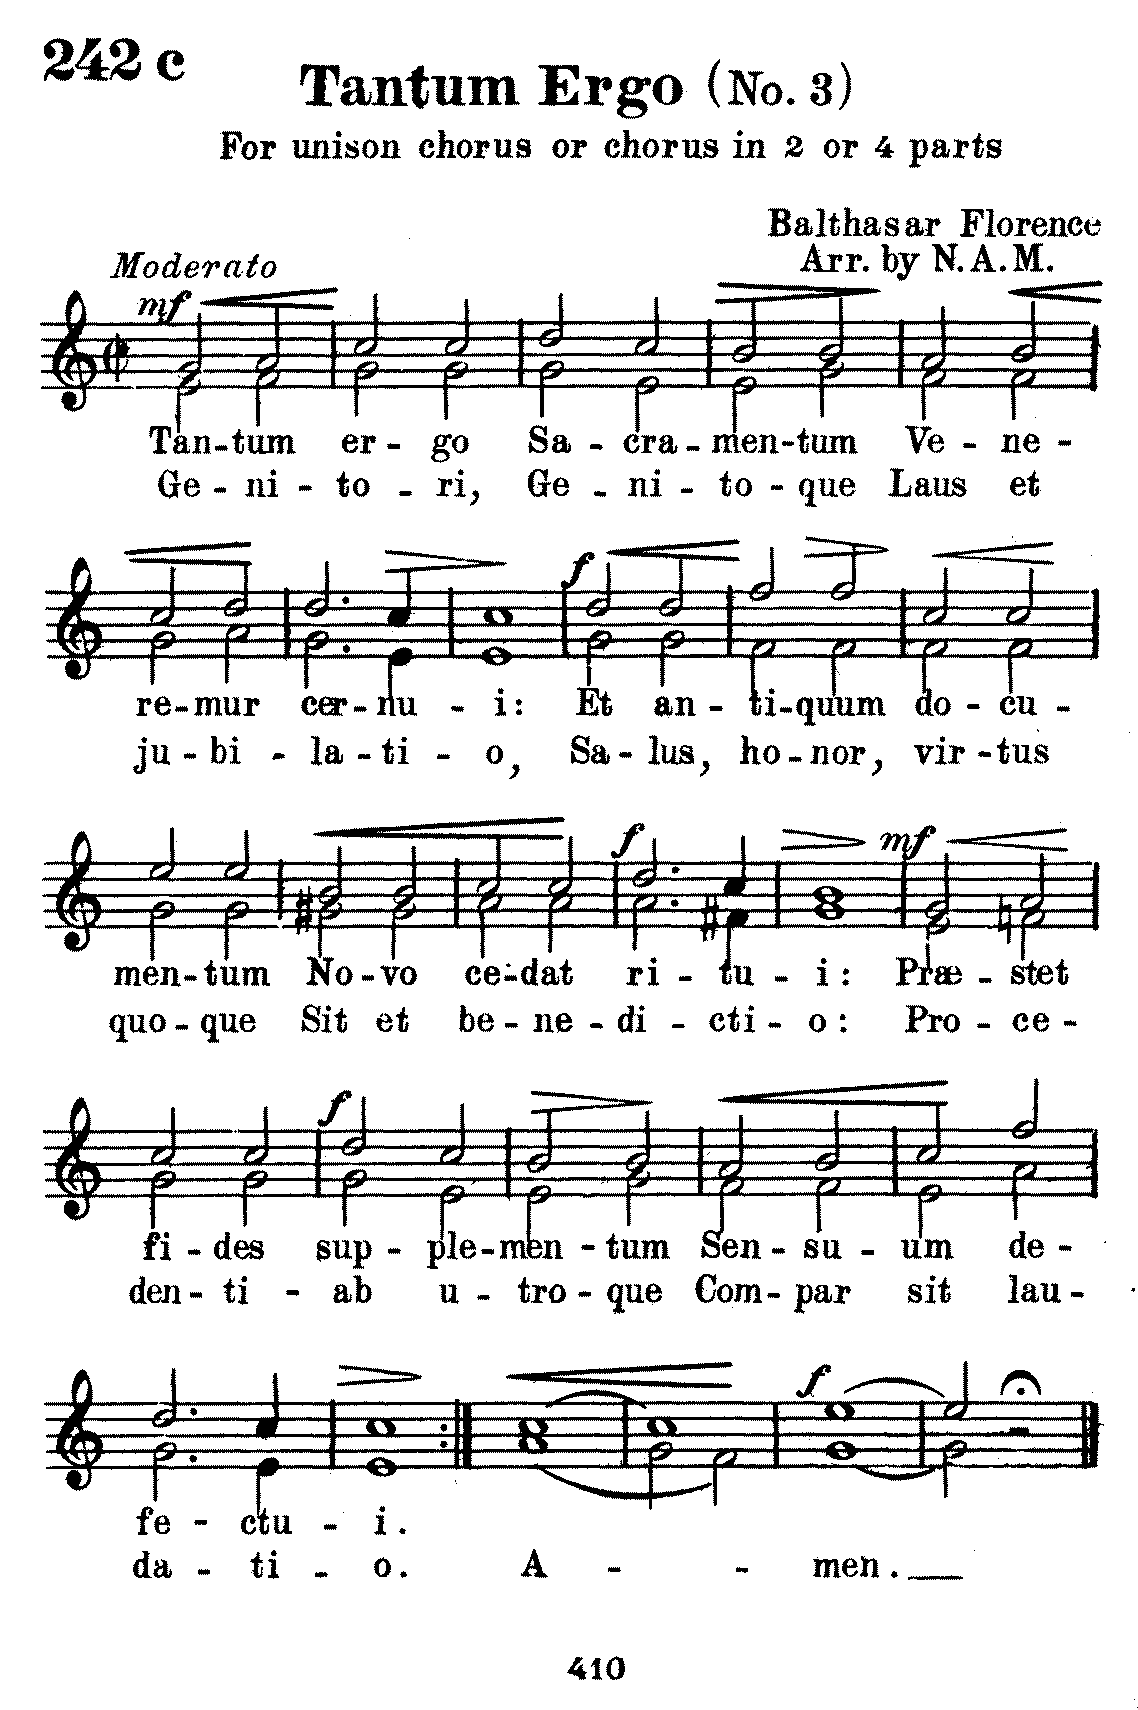 242 c
Tantum Ergo (No. 3)
For unison chorus or chorus in 2 or 4 parts
Balthasar Florence
Arr. by N. A. M.
Moderato
mf
Tan-tum er - go Sa - cra-men-tum Ve - ne -
Ge - ni - to - ri, Ge - ni - to - que Laus et
f
re-mur cer-nu - i: Et an - ti-quum do - cu -
ju - bi - la - ti - o, Sa - lus, ho-nor, vir-tus
f mf
men-tum No-vo ce-dat ri - tu - i: Præ - stet
quo-que Sit et be - ne - di - cti - o: Pro - ce -
f
fi - des sup - ple-men - tum Sen - su - um de -
den - ti - ab u - tro - que Com - par sit lau -
f
fe - ctu - i.
da - ti - o. A - - men.
410